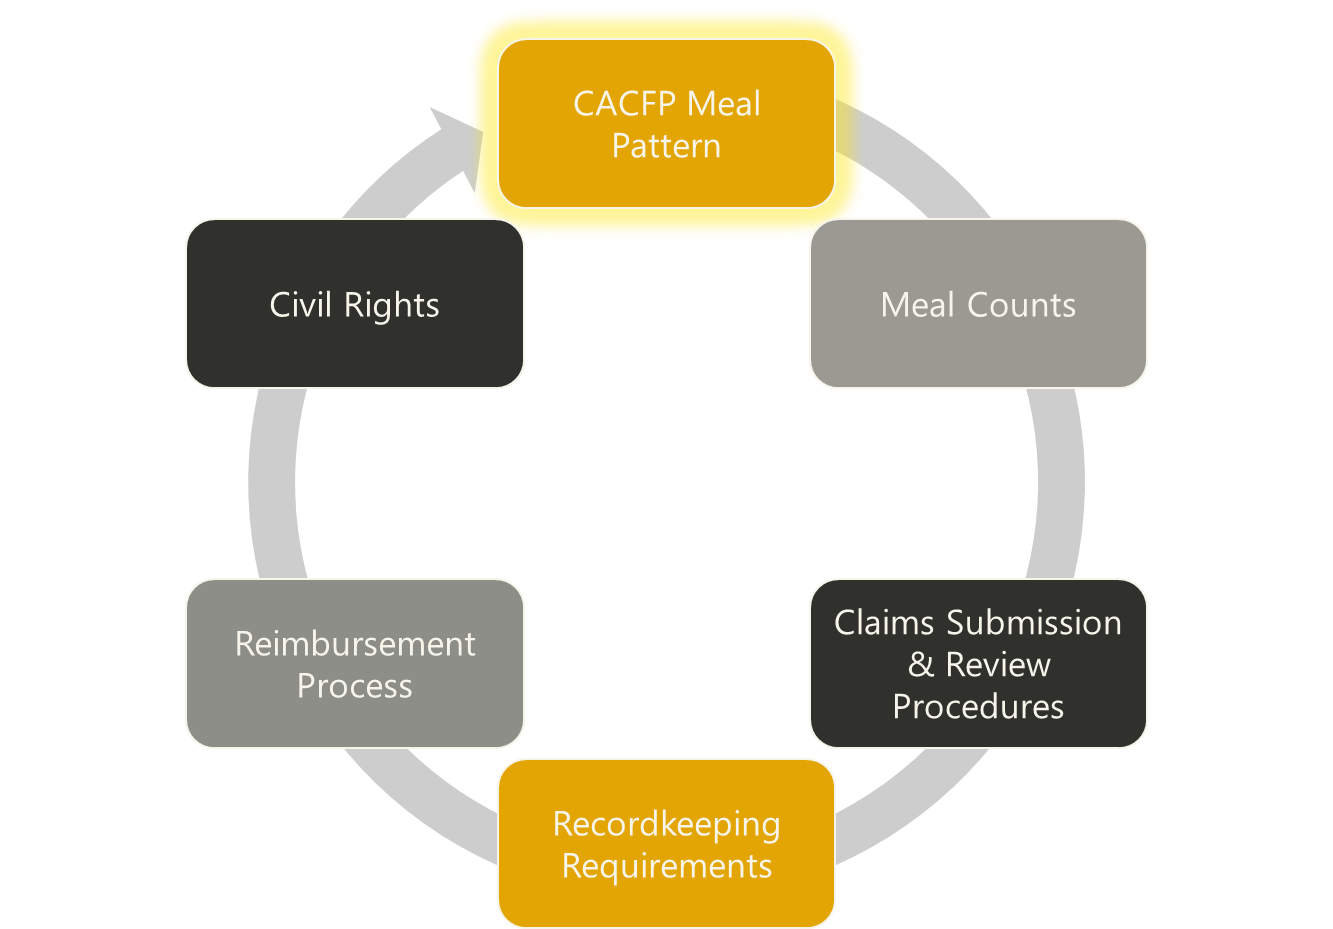 CACFP Meal
Pattern
Meal Counts
Claims Submission
& Review
Procedures
Recordkeeping
Requirements
Reimbursement
Process
Civil Rights